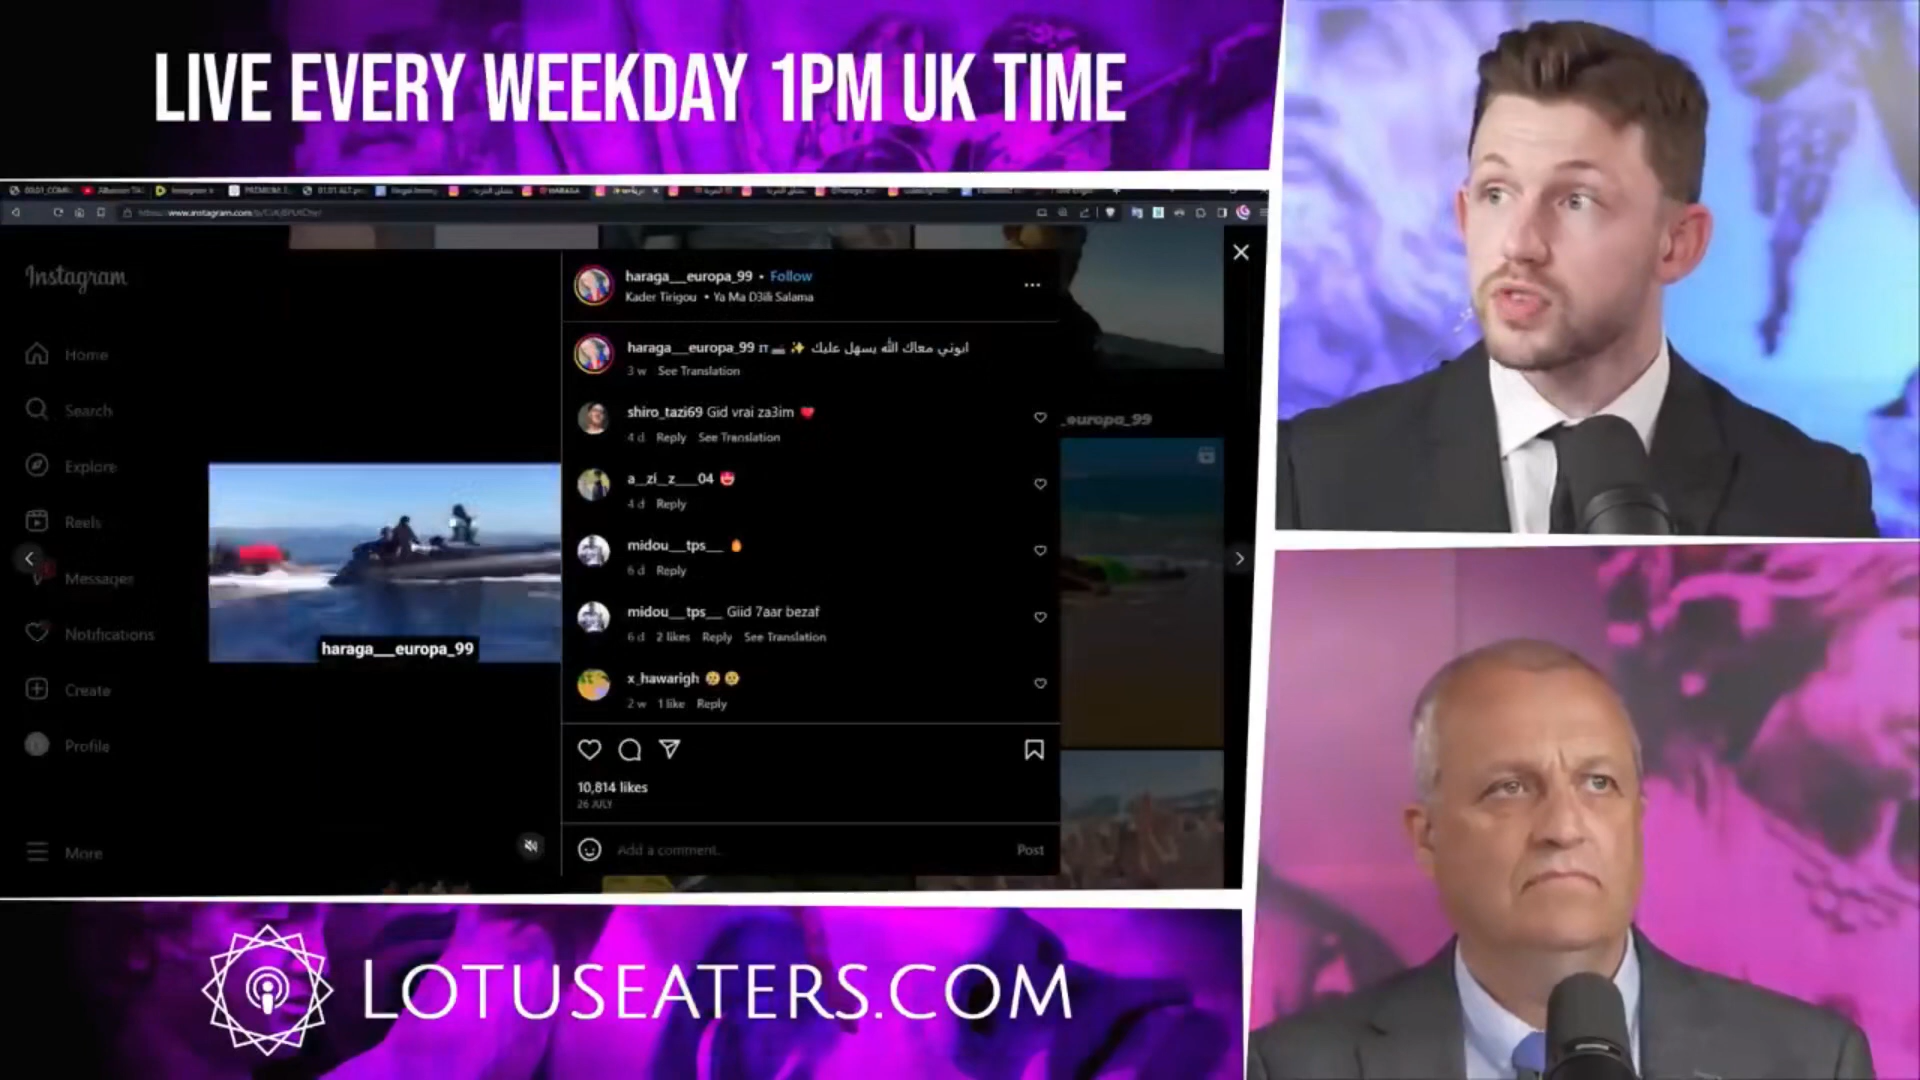 LIVE EVERY WEEKDAY 1PM UK TIME
Instagram
Home
Search
Explore
Reels
Messages
Notifications
Create
Profile
More
haraga__europa_99
haraga__europa_99 • Follow
Kader Tirigou • Ya Ma D3ili Salama
haraga__europa_99 ابوني معاك الله يسهل عليك ✨
3 w See Translation
shiro_tazi69 Gid vrai za3im ❤️
4 d Reply See Translation
a__zi__z___04 😍
4 d Reply
midou__tps__ 🔥
6 d Reply
midou__tps__ Giid 7aar bezaf
6 d 2 likes Reply See Translation
x_hawarigh 😢 😢
2 w 1 like Reply
10,814 likes
26 JULY
Add a comment...
Post
_europa_99
LOTUSEATERS.COM